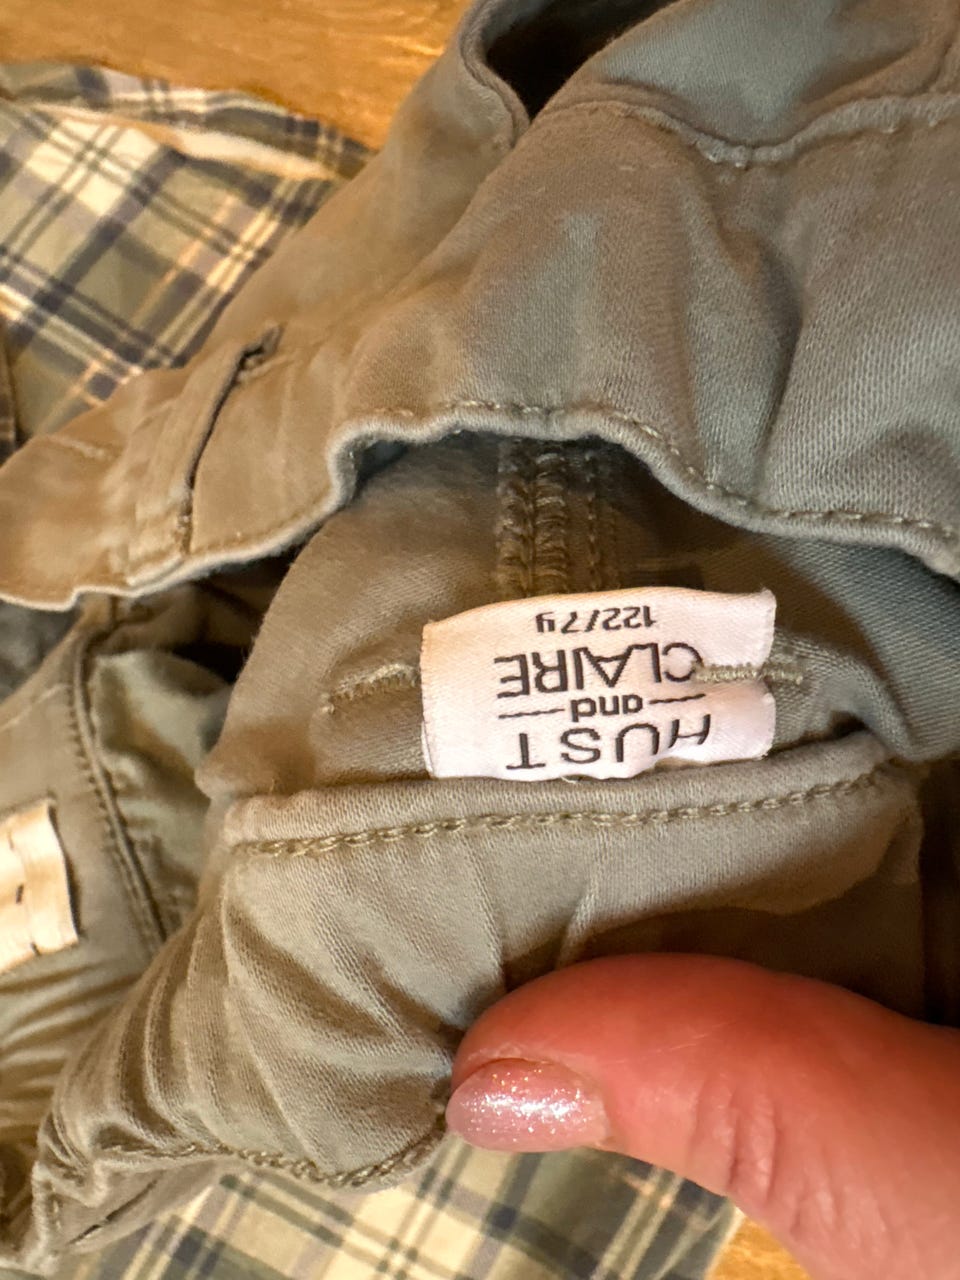 HUST
and
CLAIRE
122/7y